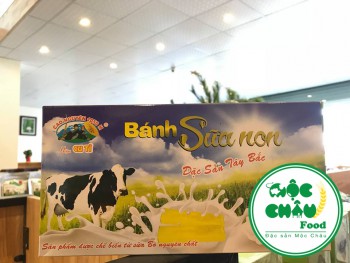 Bánh Sữa non
Đặc Sản Tây Bắc
Sản phẩm được chế biến từ sữa Bò nguyên chất
MỘC CHÂU
Food
Đặc sản Mộc Châu